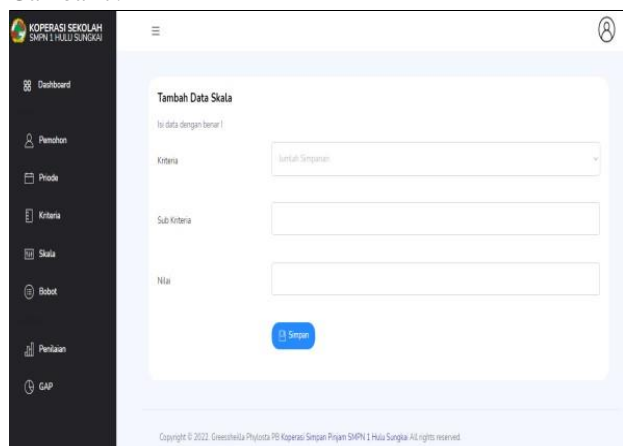 KOPERASI SEKOLAH
SMPN 1 HULU SUNGKAI
Dashboard
Pemohon
Priode
Kriteria
Skala
Bobot
Penilaian
GAP
Tambah Data Skala
Isi data dengan benar !
Kriteria
Jumlah Simpanan
Sub Kriteria
Nilai
Simpan
Copyright © 2022 Greessheilla Phylosta PB Koperasi Simpan Pinjam SMPN 1 Hulu Sungkai All rights reserved.